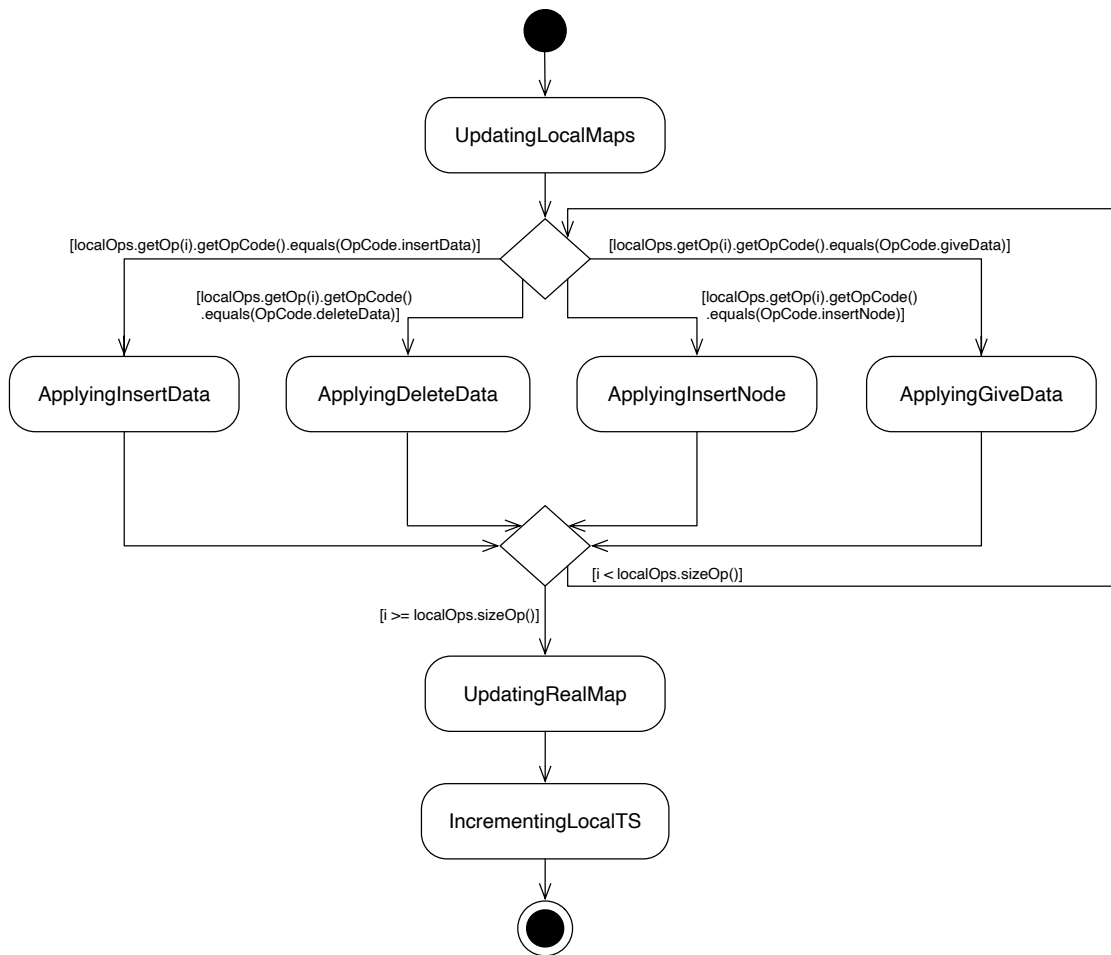 UpdatingLocalMaps
[localOps.getOp(i).getOpCode().equals(OpCode.insertData)]
[localOps.getOp(i).getOpCode().equals(OpCode.giveData)]
[localOps.getOp(i).getOpCode()
.equals(OpCode.deleteData)]
[localOps.getOp(i).getOpCode()
.equals(OpCode.insertNode)]
ApplyingInsertData
ApplyingDeleteData
ApplyingInsertNode
ApplyingGiveData
[i < localOps.sizeOp()]
[i >= localOps.sizeOp()]
UpdatingRealMap
IncrementingLocalTS